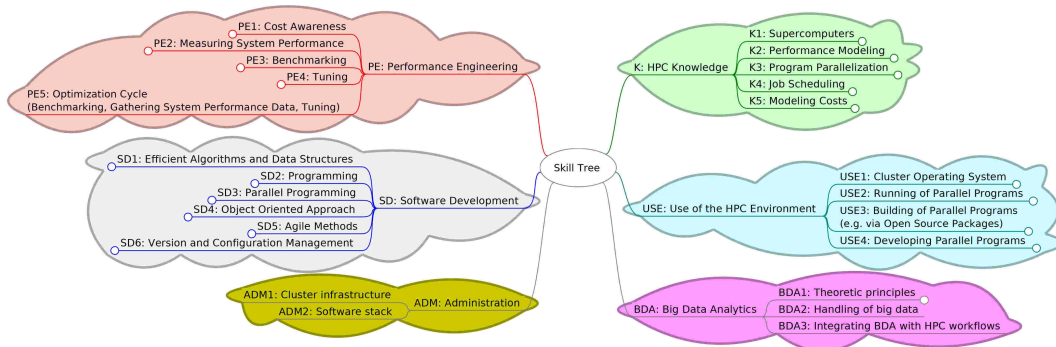 PE1: Cost Awareness
PE2: Measuring System Performance
PE3: Benchmarking
PE4: Tuning
PE5: Optimization Cycle
(Benchmarking, Gathering System Performance Data, Tuning)
PE: Performance Engineering
SD1: Efficient Algorithms and Data Structures
SD2: Programming
SD3: Parallel Programming
SD4: Object Oriented Approach
SD5: Agile Methods
SD6: Version and Configuration Management
SD: Software Development
ADM1: Cluster infrastructure
ADM2: Software stack
ADM: Administration
Skill Tree
K: HPC Knowledge
K1: Supercomputers
K2: Performance Modeling
K3: Program Parallelization
K4: Job Scheduling
K5: Modeling Costs
USE: Use of the HPC Environment
USE1: Cluster Operating System
USE2: Running of Parallel Programs
USE3: Building of Parallel Programs
(e.g. via Open Source Packages)
USE4: Developing Parallel Programs
BDA: Big Data Analytics
BDA1: Theoretic principles
BDA2: Handling of big data
BDA3: Integrating BDA with HPC workflows